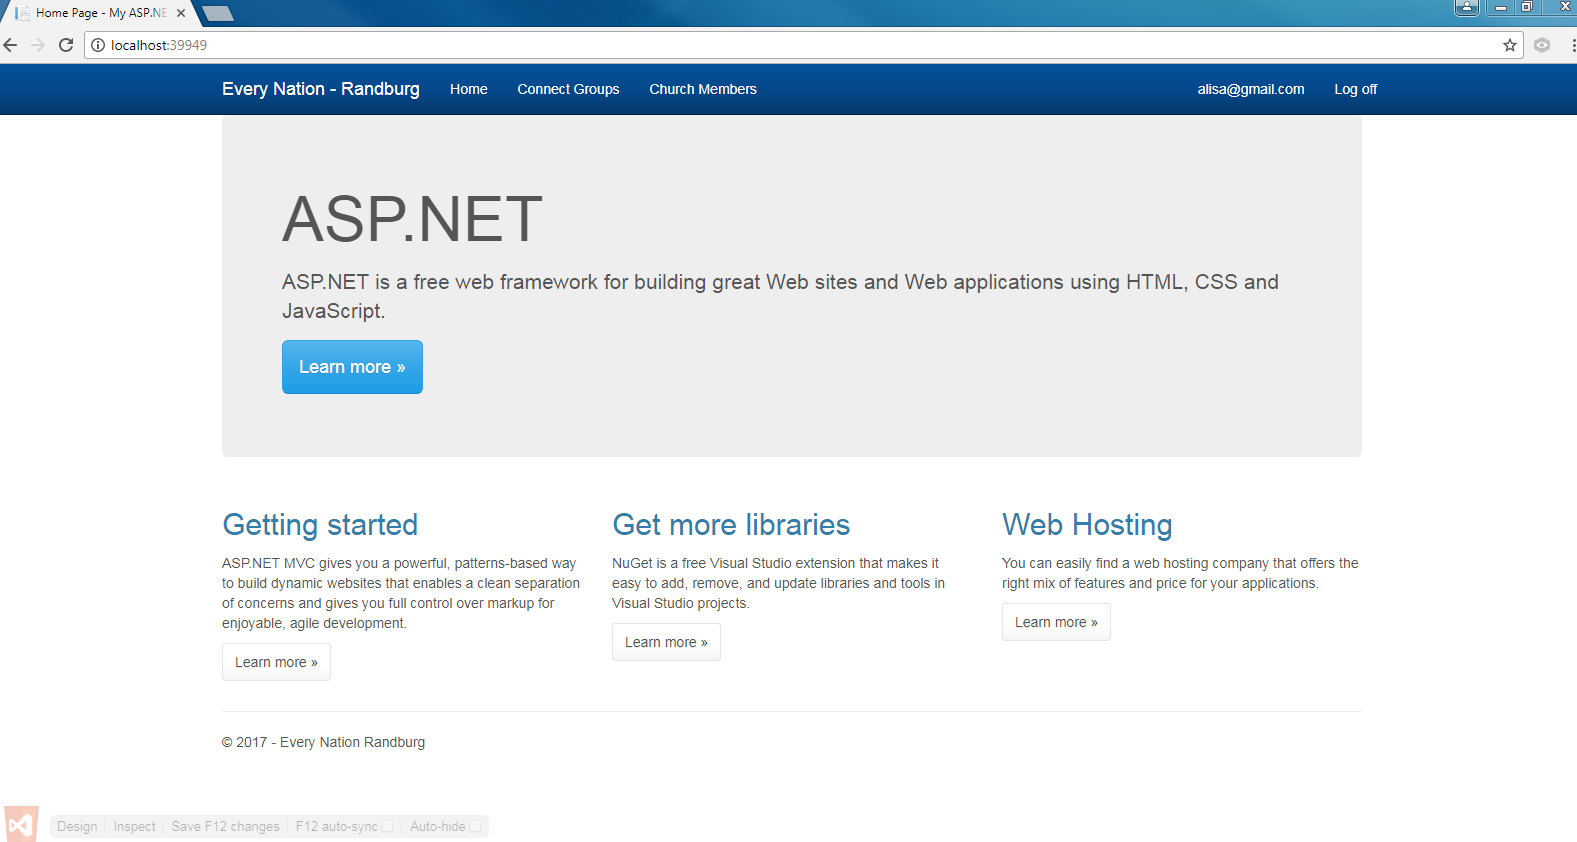 Home Page - My ASP.NE
localhost:39949
Every Nation - Randburg Home Connect Groups Church Members alisa@gmail.com Log off
ASP.NET
ASP.NET is a free web framework for building great Web sites and Web applications using HTML, CSS and
JavaScript.
Learn more »
Getting started
ASP.NET MVC gives you a powerful, patterns-based way
to build dynamic websites that enables a clean separation
of concerns and gives you full control over markup for
enjoyable, agile development.
Learn more »
Get more libraries
NuGet is a free Visual Studio extension that makes it
easy to add, remove, and update libraries and tools in
Visual Studio projects.
Learn more »
Web Hosting
You can easily find a web hosting company that offers the
right mix of features and price for your applications.
Learn more »
© 2017 - Every Nation Randburg
Design Inspect Save F12 changes F12 auto-sync Auto-hide